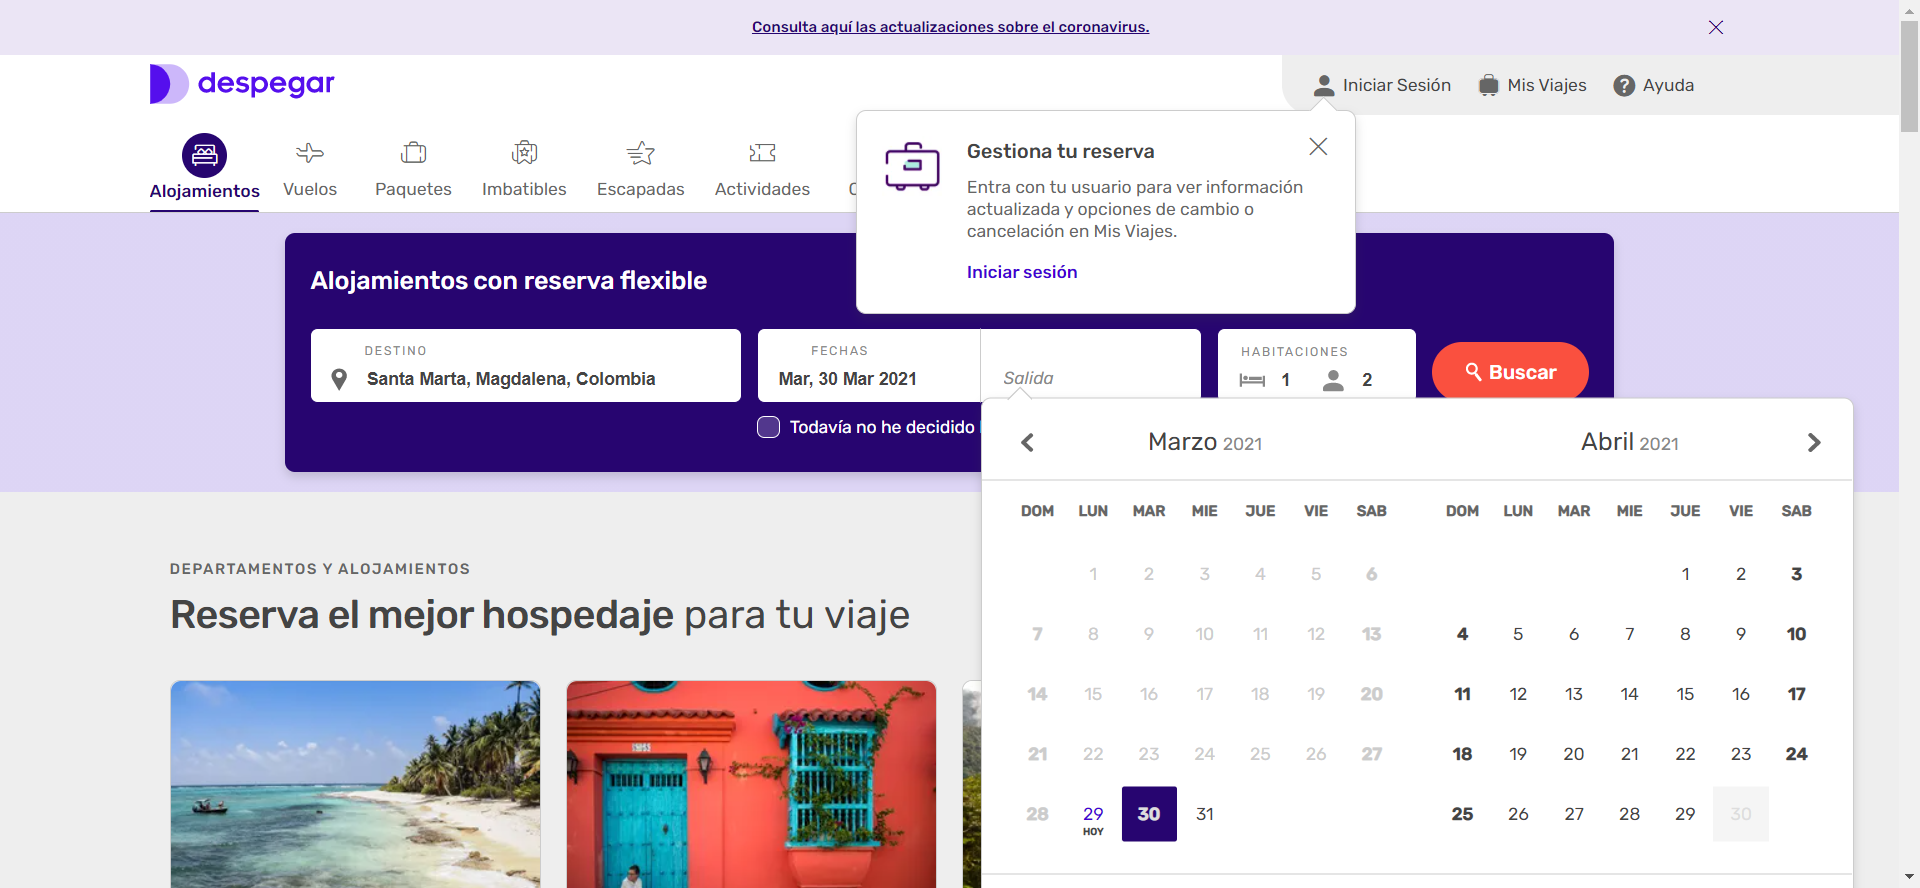 Consulta aquí las actualizaciones sobre el coronavirus.
despegar
Iniciar Sesión
Mis Viajes
? Ayuda
Alojamientos
Vuelos
Paquetes
Imbatibles
Escapadas
Actividades
Gestiona tu reserva
Entra con tu usuario para ver información
actualizada y opciones de cambio o
cancelación en Mis Viajes.
Iniciar sesión
Alojamientos con reserva flexible
DESTINO
Santa Marta, Magdalena, Colombia
FECHAS
Mar, 30 Mar 2021
Salida
HABITACIONES
1 2
Buscar
Todavía no he decidido
Marzo 2021
DOM LUN MAR MIE JUE VIE SAB
1 2 3 4 5 6
7 8 9 10 11 12 13
14 15 16 17 18 19 20
21 22 23 24 25 26 27
28 29 30 31
HOY
Abril 2021
DOM LUN MAR MIE JUE VIE SAB
1 2 3
4 5 6 7 8 9 10
11 12 13 14 15 16 17
18 19 20 21 22 23 24
25 26 27 28 29 30
DEPARTAMENTOS Y ALOJAMIENTOS
Reserva el mejor hospedaje para tu viaje